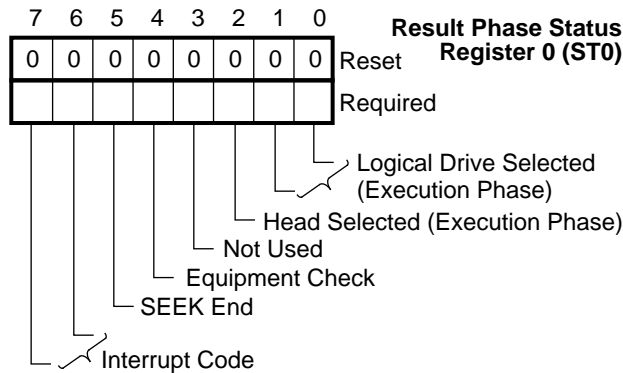 7 6 5 4 3 2 1 0
Result Phase Status
Register 0 (ST0)
0 0 0 0 0 0 0 0 Reset
Required
Logical Drive Selected
(Execution Phase)
Head Selected (Execution Phase)
Not Used
Equipment Check
SEEK End
Interrupt Code